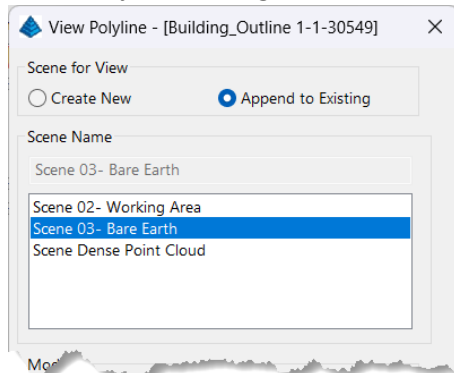 View Polyline - [Building_Outline 1-1-30549]
Scene for View
Create New Append to Existing
Scene Name
Scene 03- Bare Earth
Scene 02- Working Area
Scene 03- Bare Earth
Scene Dense Point Cloud